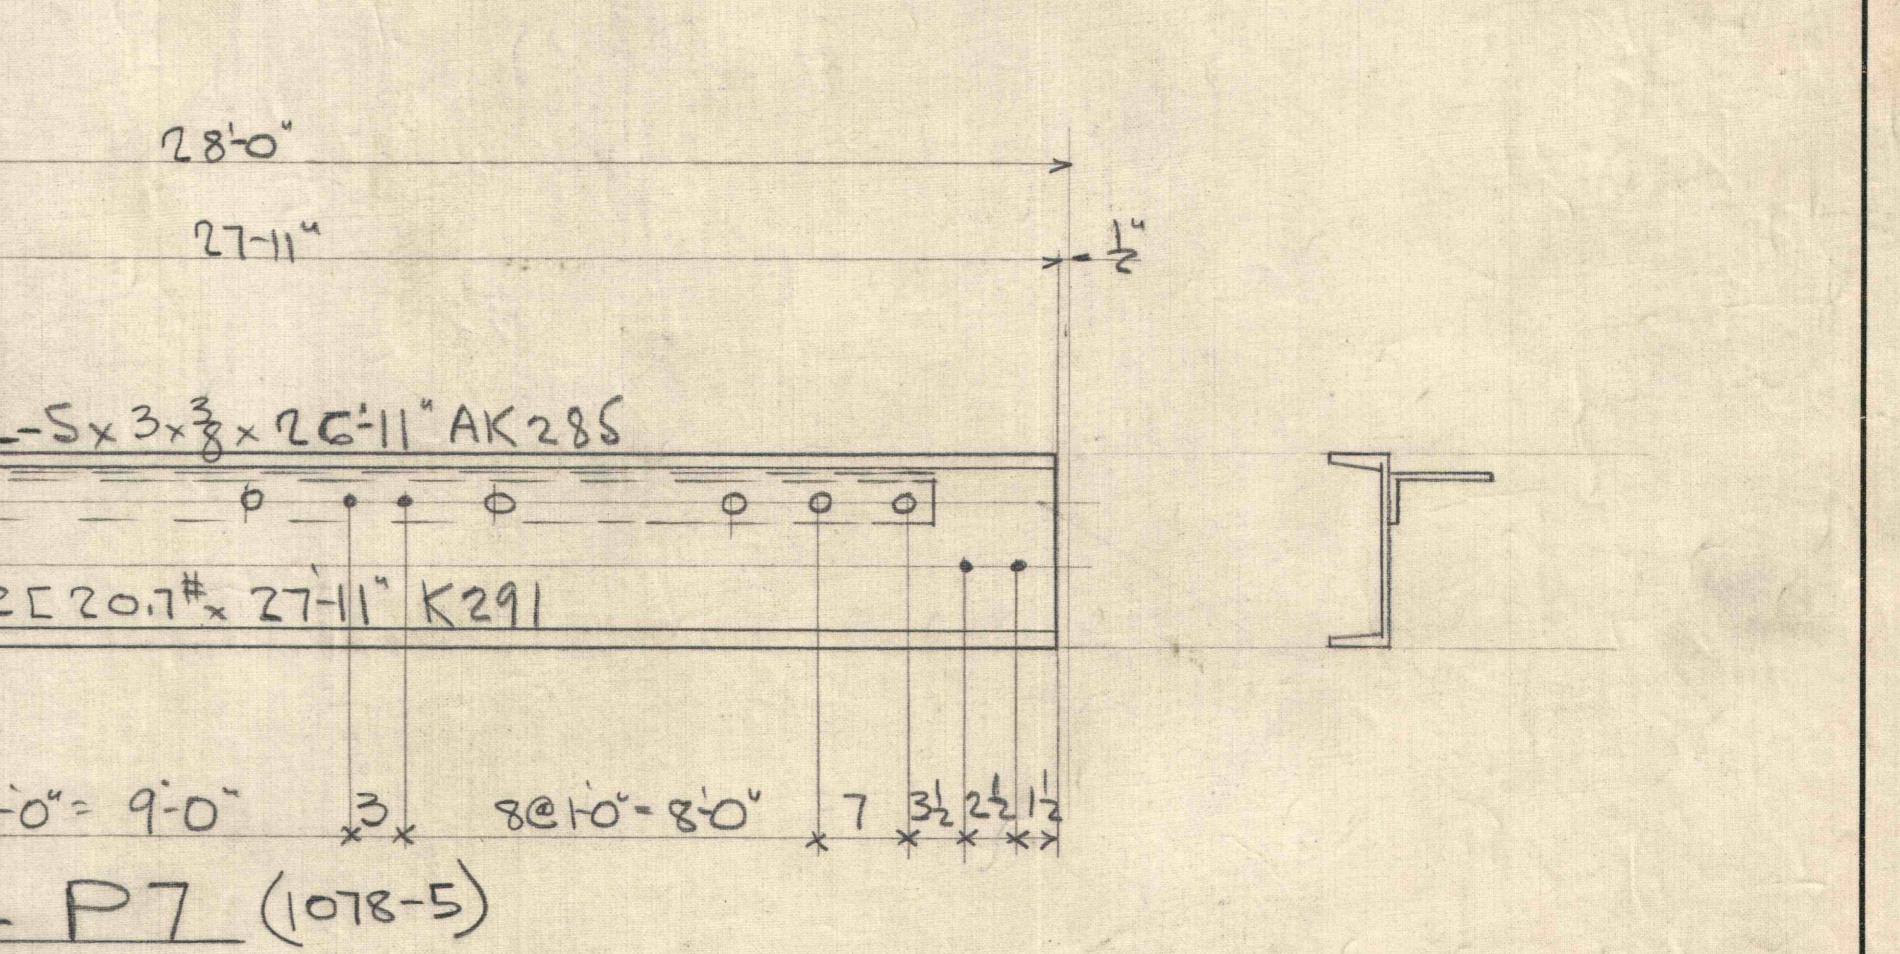 28'-0"
27-11"
1/2"
L-5x3x3/8x26'-11" AK285
2[20.7#x 27'-11" K291
-0"= 9'-0" 3 8@1'-0"= 8'-0" 7 3 1/2 2 1/2 1 1/2
P7 (1078-5)